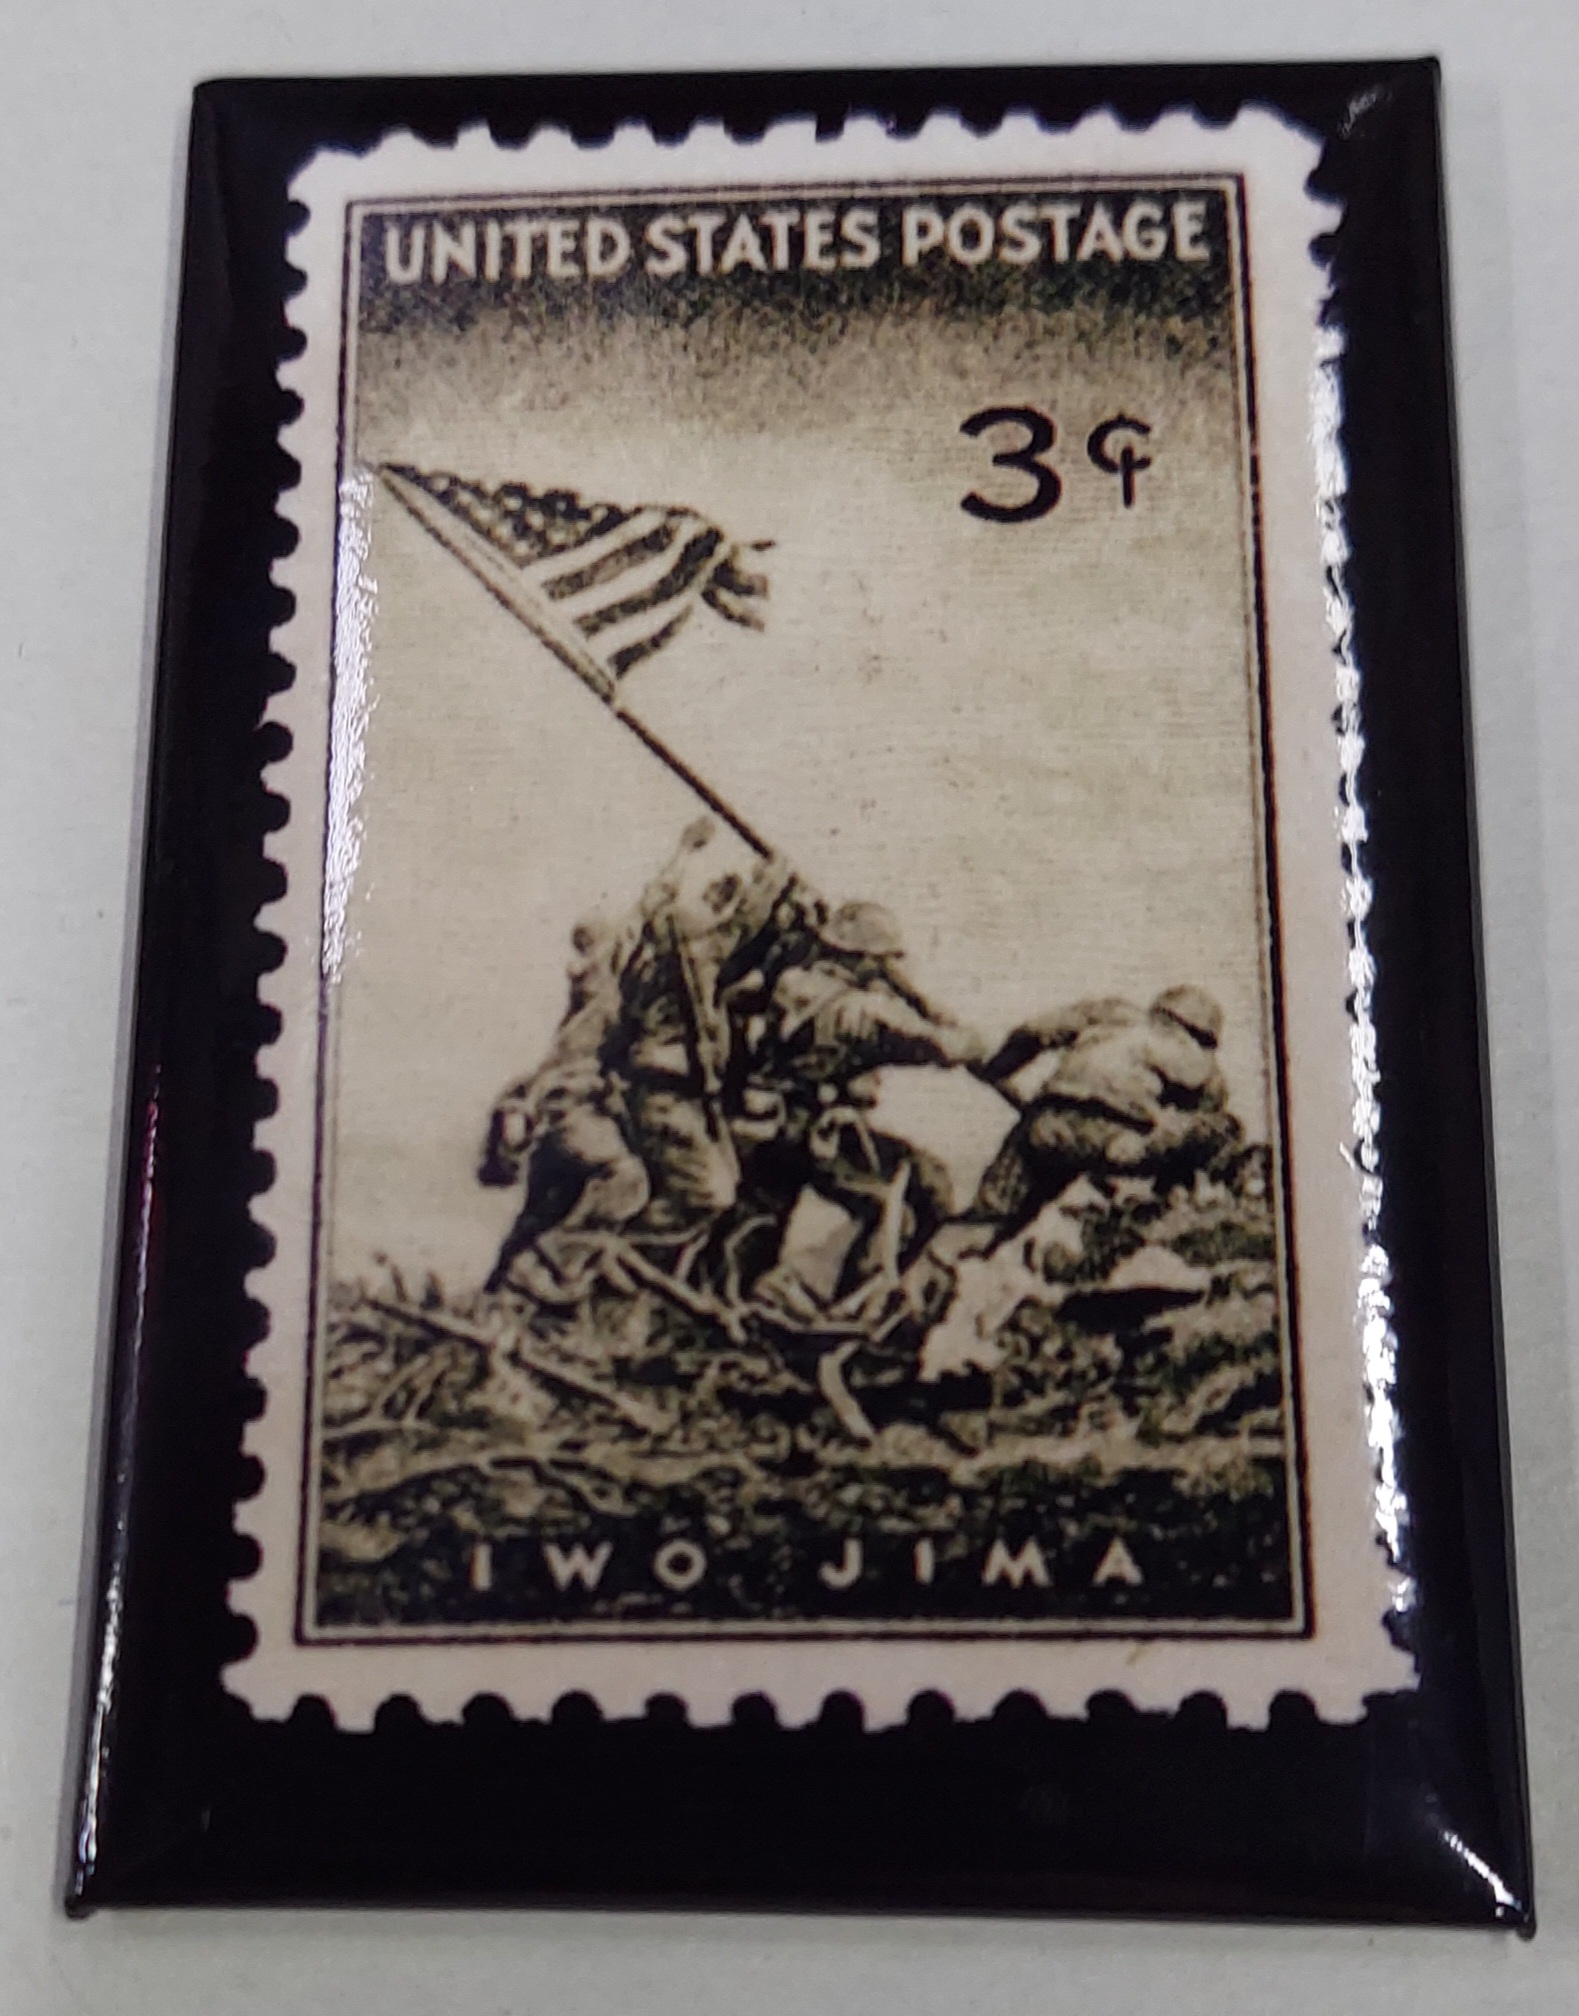 UNITED STATES POSTAGE
3¢
IWO JIMA